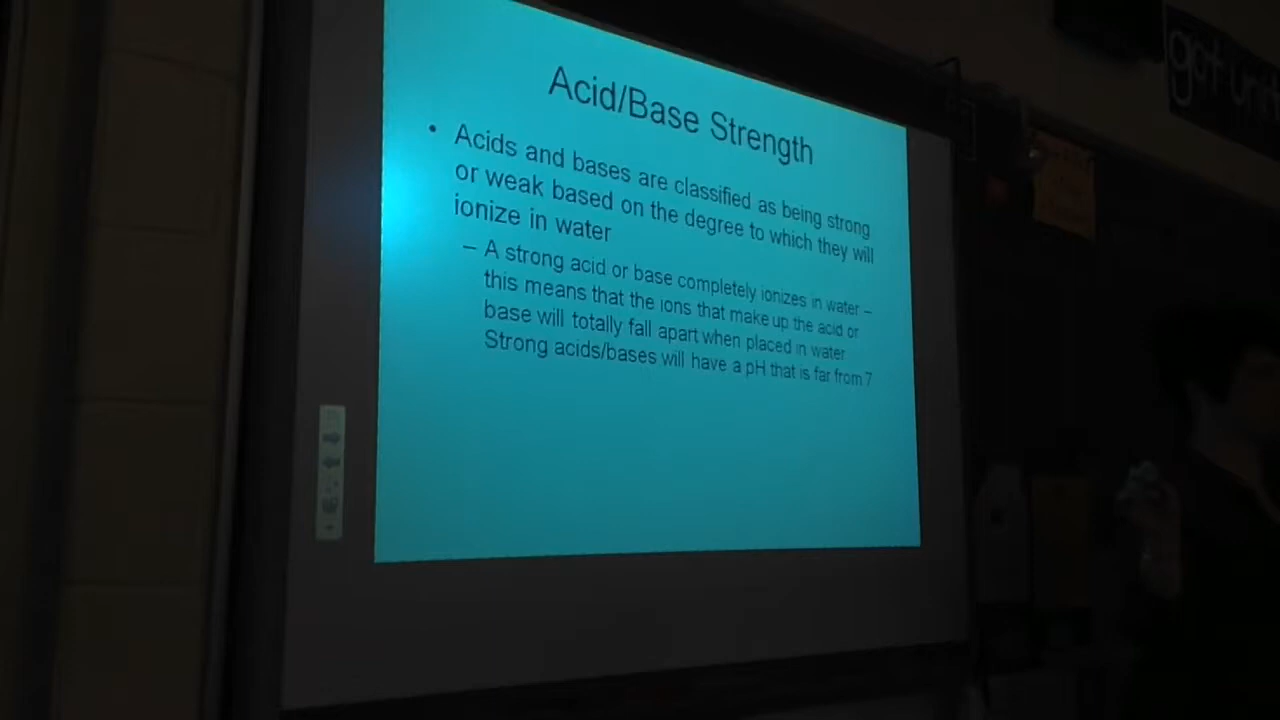 Acid/Base Strength
• Acids and bases are classified as being strong
or weak based on the degree to which they will
ionize in water
– A strong acid or base completely ionizes in water –
this means that the ions that make up the acid or
base will totally fall apart when placed in water
Strong acids/bases will have a pH that is far from 7
got